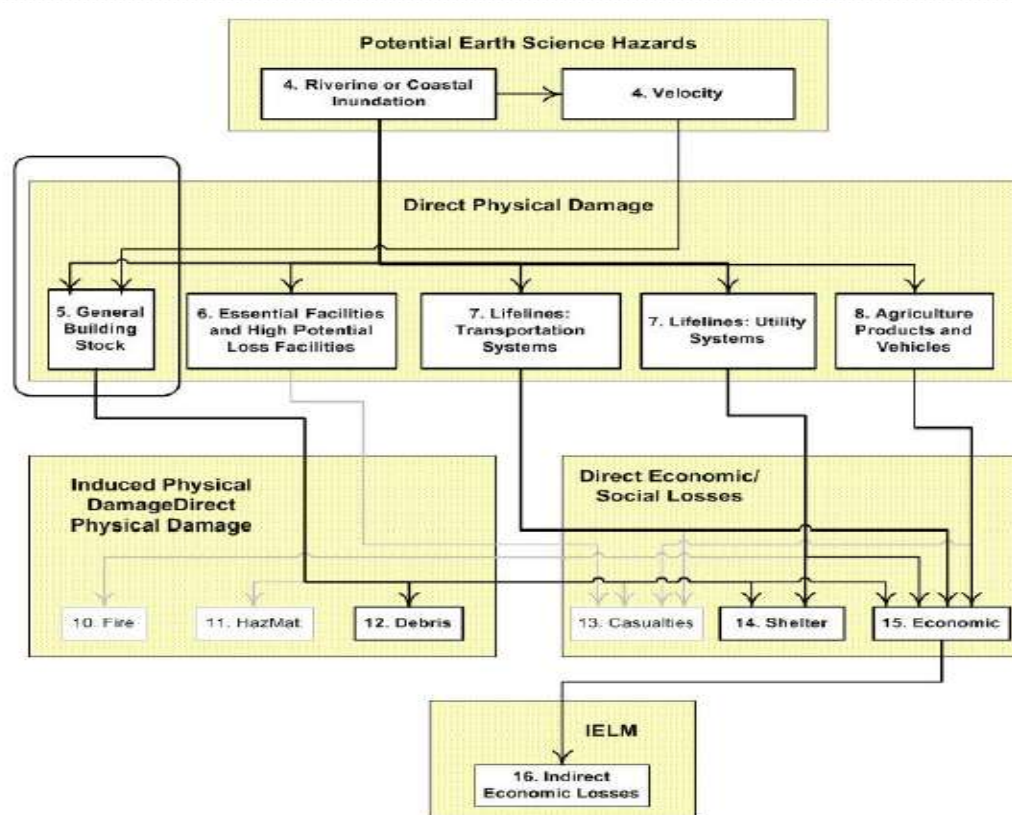 Potential Earth Science Hazards
4. Riverine or Coastal
Inundation
4. Velocity
Direct Physical Damage
5. General
Building
Stock
6. Essential Facilities
and High Potential
Loss Facilities
7. Lifelines:
Transportation
Systems
7. Lifelines: Utility
Systems
8. Agriculture
Products and
Vehicles
Induced Physical
DamageDirect
Physical Damage
10. Fire
11. HazMat
12. Debris
Direct Economic/
Social Losses
13. Casualties
14. Shelter
15. Economic
IELM
16. Indirect
Economic Losses